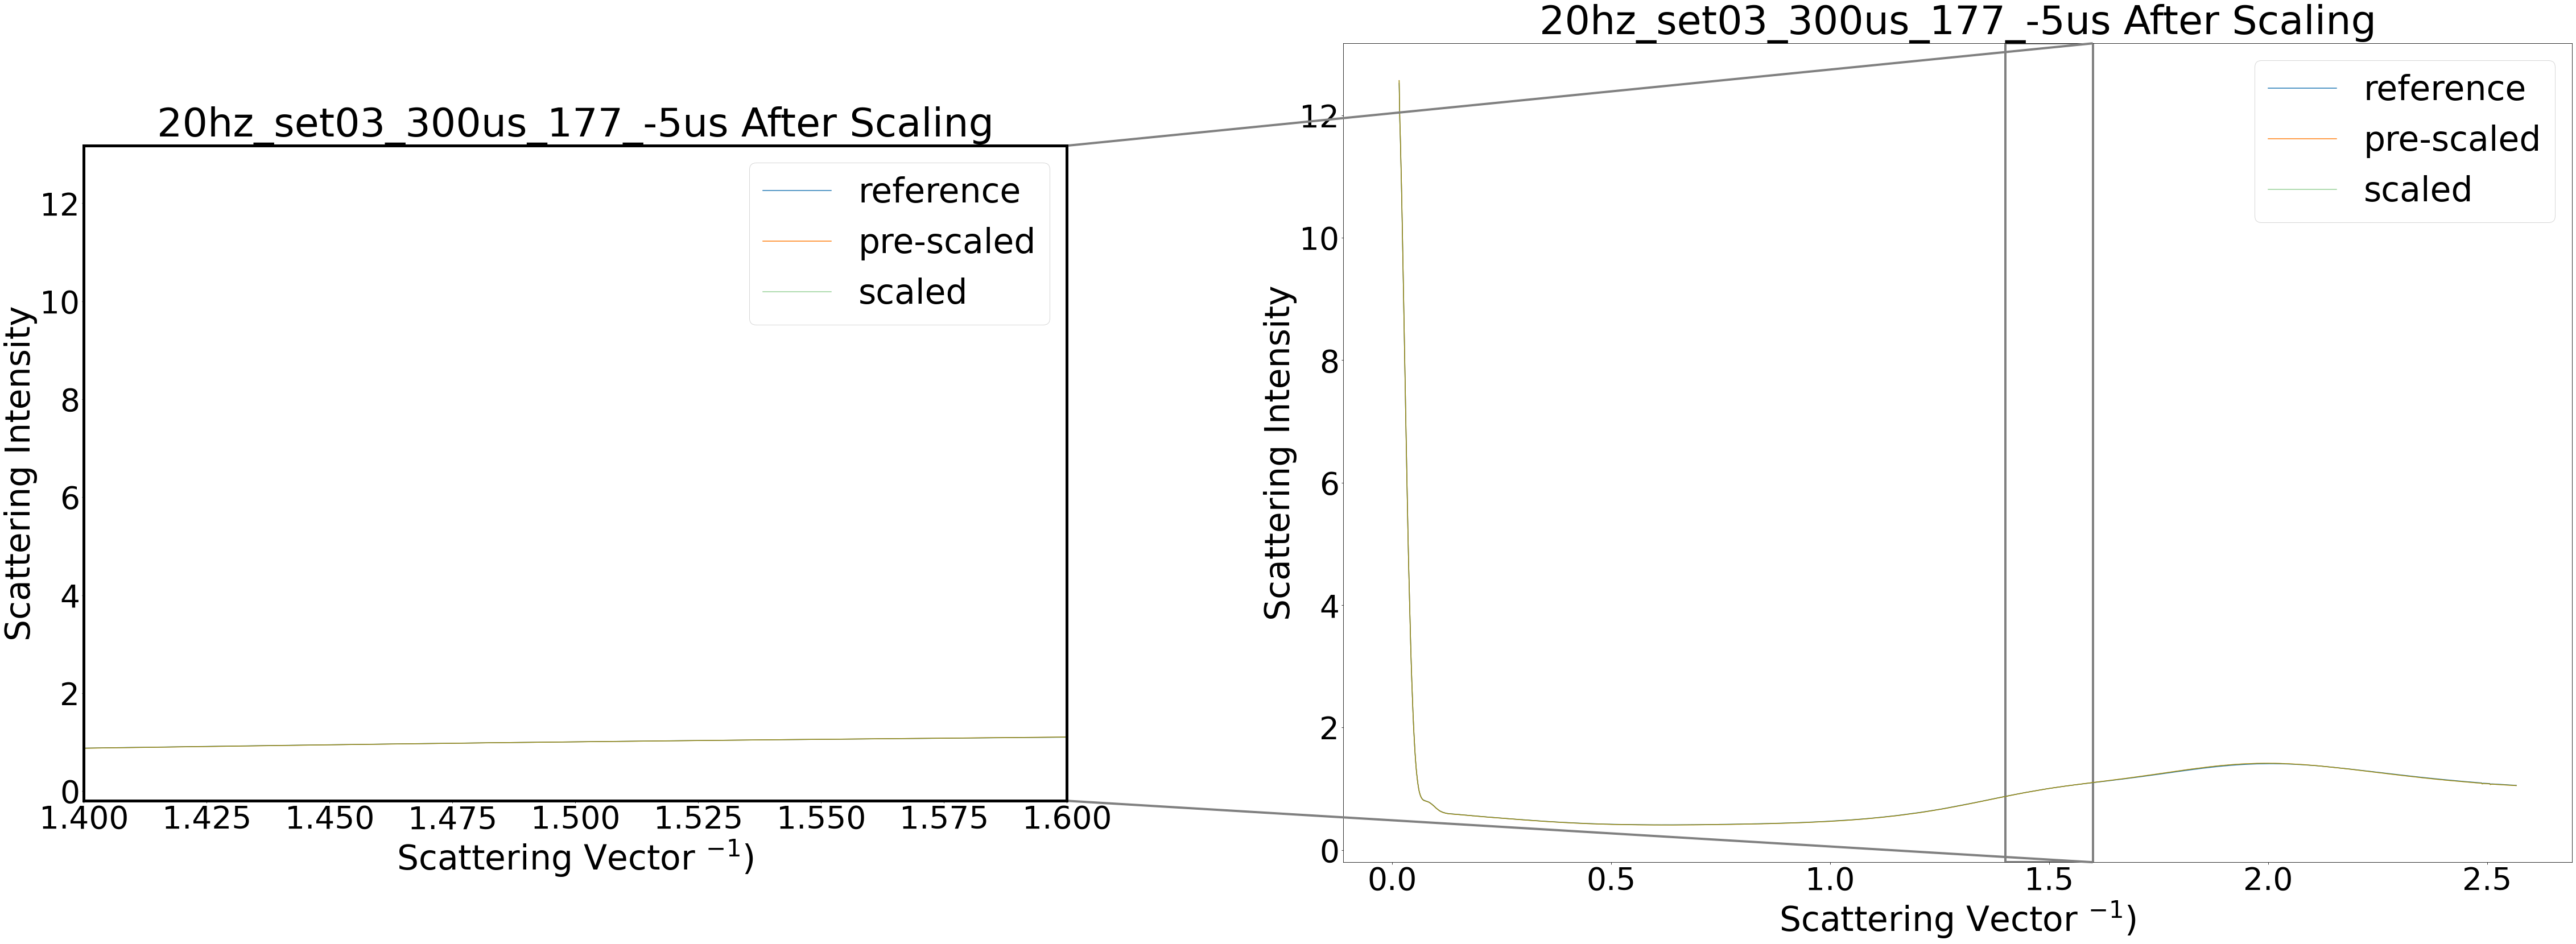 20hz_set03_300us_177_-5us After Scaling
reference
pre-scaled
scaled
12
10
8
6
4
2
0
Scattering Intensity
1.400 1.425 1.450 1.475 1.500 1.525 1.550 1.575 1.600
Scattering Vector ⁻¹)
20hz_set03_300us_177_-5us After Scaling
reference
pre-scaled
scaled
12
10
8
6
4
2
0
Scattering Intensity
0.0 0.5 1.0 1.5 2.0 2.5
Scattering Vector ⁻¹)